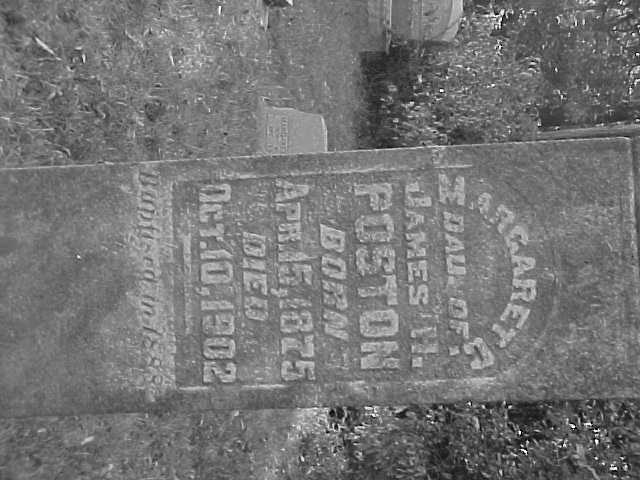 MARGARET G.
DAU. OF
JAMES H.
POSTON
BORN
APR. 15, 1875
DIED
OCT. 10, 1902